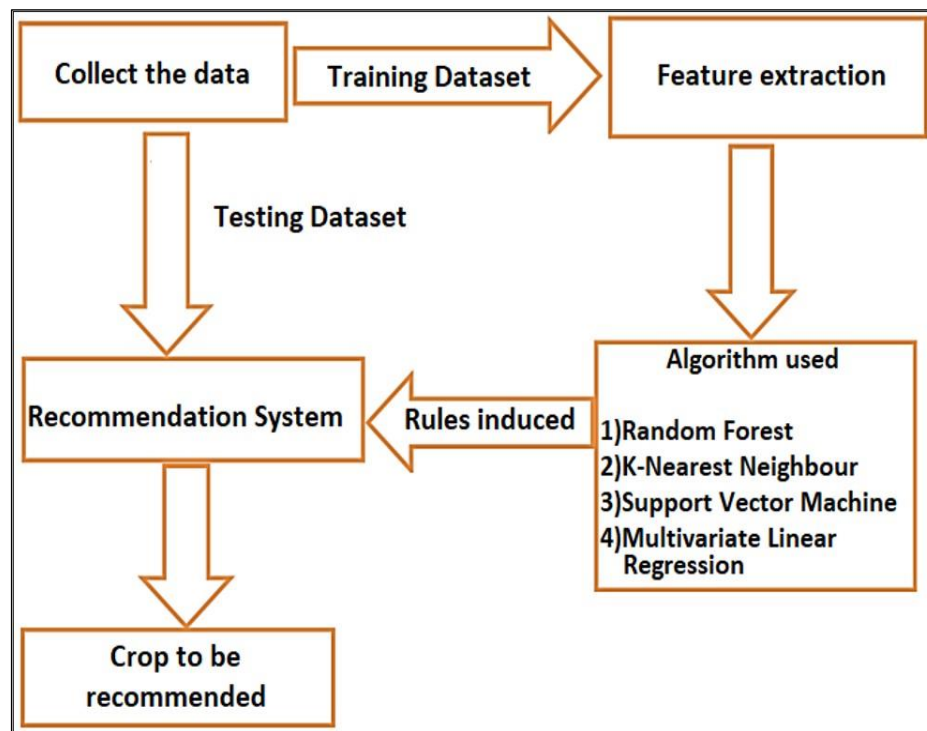 Collect the data
Training Dataset
Feature extraction
Testing Dataset
Recommendation System
Rules induced
Algorithm used
1)Random Forest
2)K-Nearest Neighbour
3)Support Vector Machine
4)Multivariate Linear
Regression
Crop to be
recommended